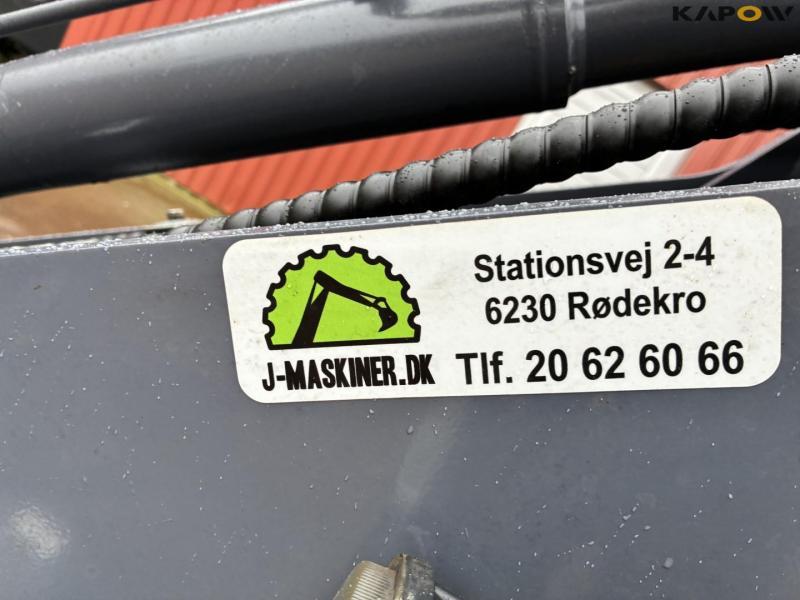 KAPOW
Stationsvej 2-4
6230 Rødekro
J-MASKINER.DK
Tlf. 20 62 60 66